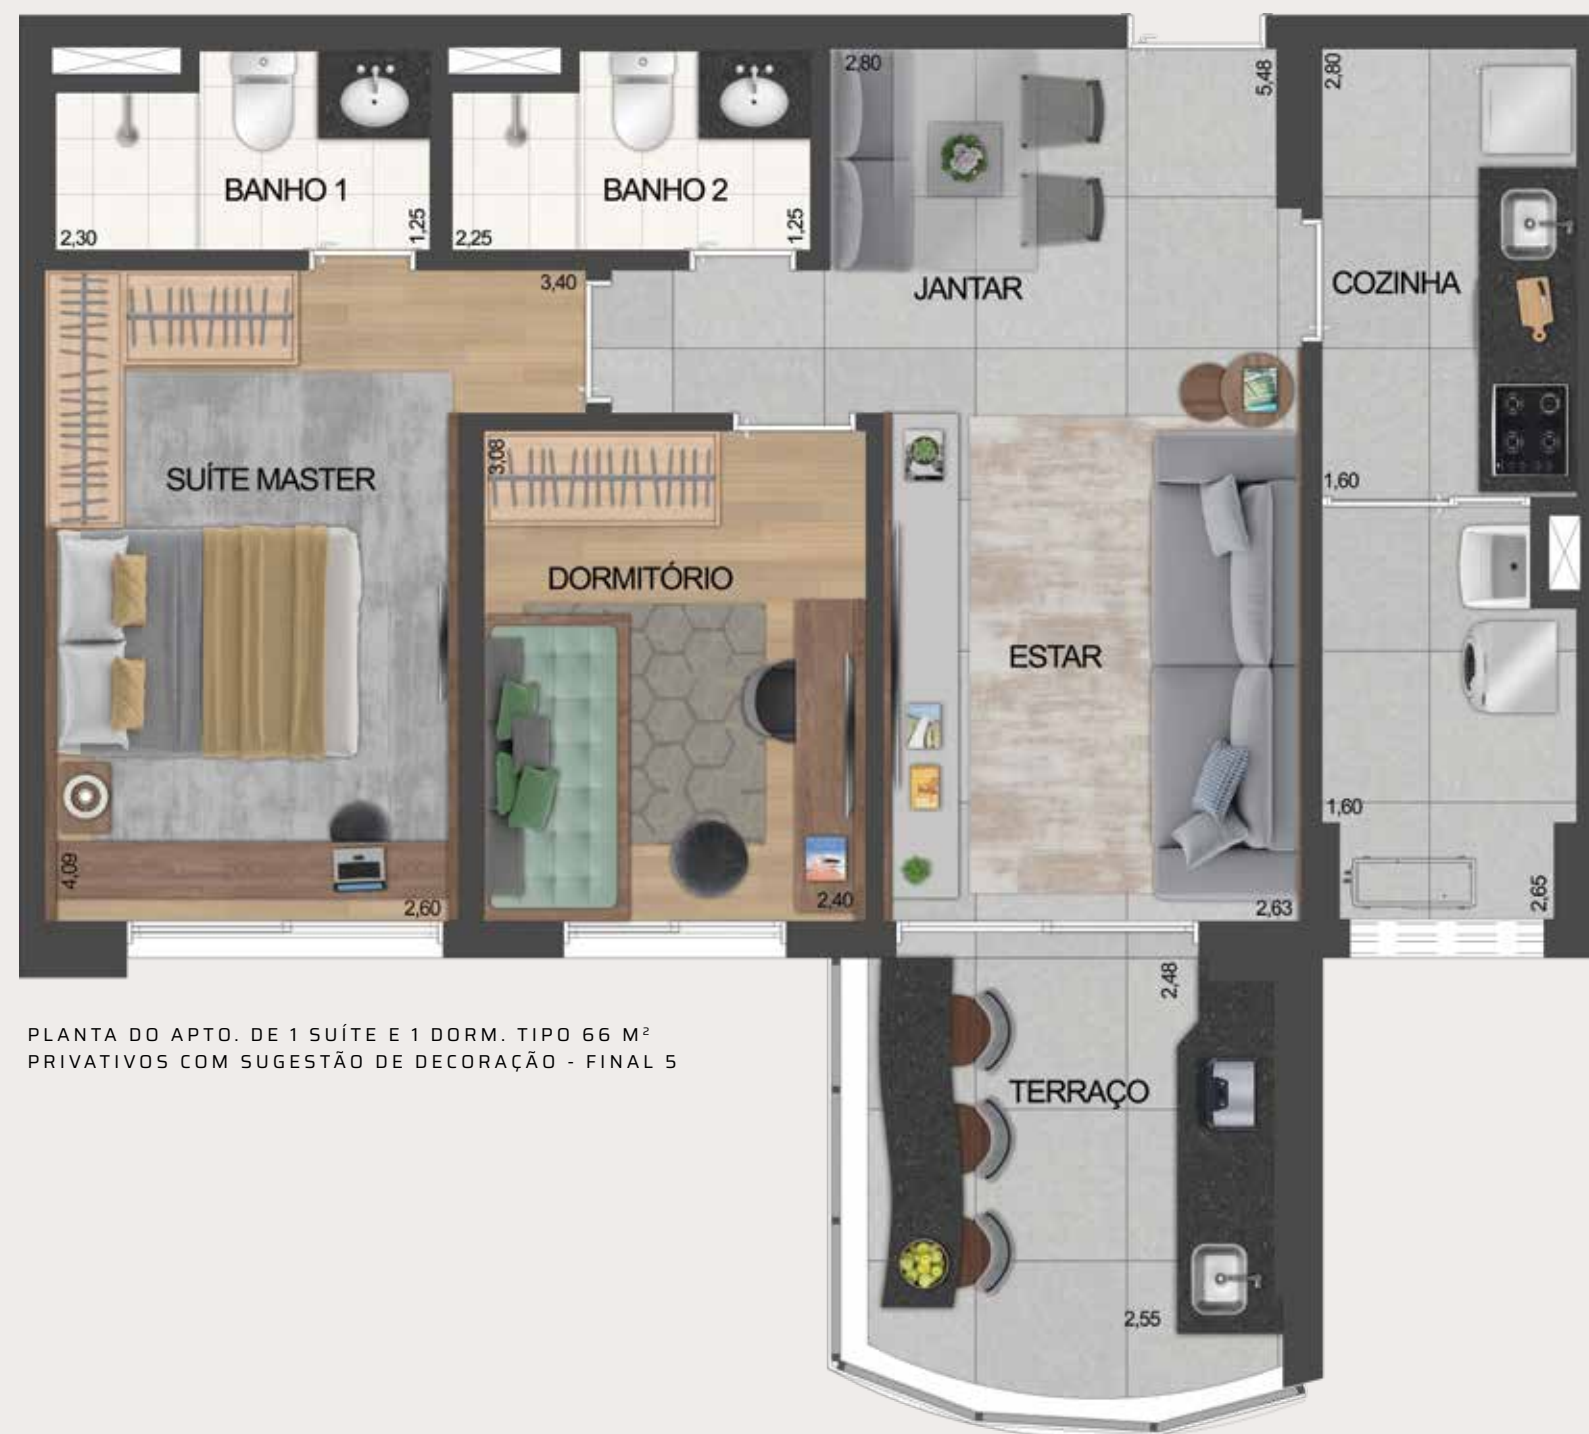 2,80
5,48
2,80
BANHO 1
BANHO 2
2,30
1,25
2,25
1,25
3,40
JANTAR
COZINHA
SUÍTE MASTER
3,08
1,60
DORMITÓRIO
ESTAR
1,60
4,09
2,60
2,40
2,63
2,65
2,48
PLANTA DO APTO. DE 1 SUÍTE E 1 DORM. TIPO 66 M²
PRIVATIVOS COM SUGESTÃO DE DECORAÇÃO - FINAL 5
TERRAÇO
2,55